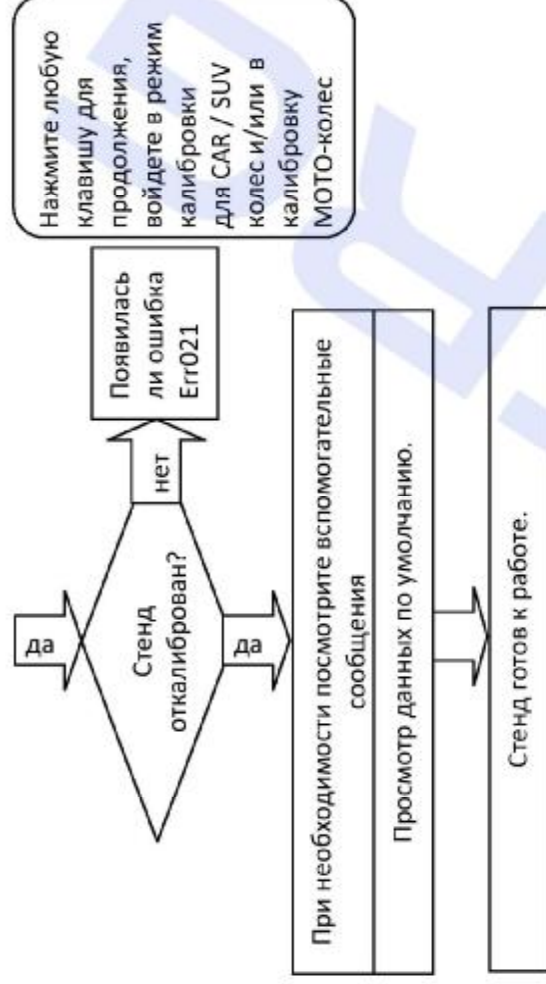 да
Стенд
откалиброван?
нет
Появилась
ли ошибка
Err021
Нажмите любую
клавишу для
продолжения,
войдете в режим
калибровки
для CAR / SUV
колес и/или в
калибровку
МОТО-колес
да
При необходимости посмотрите вспомогательные
сообщения
Просмотр данных по умолчанию.
Стенд готов к работе.